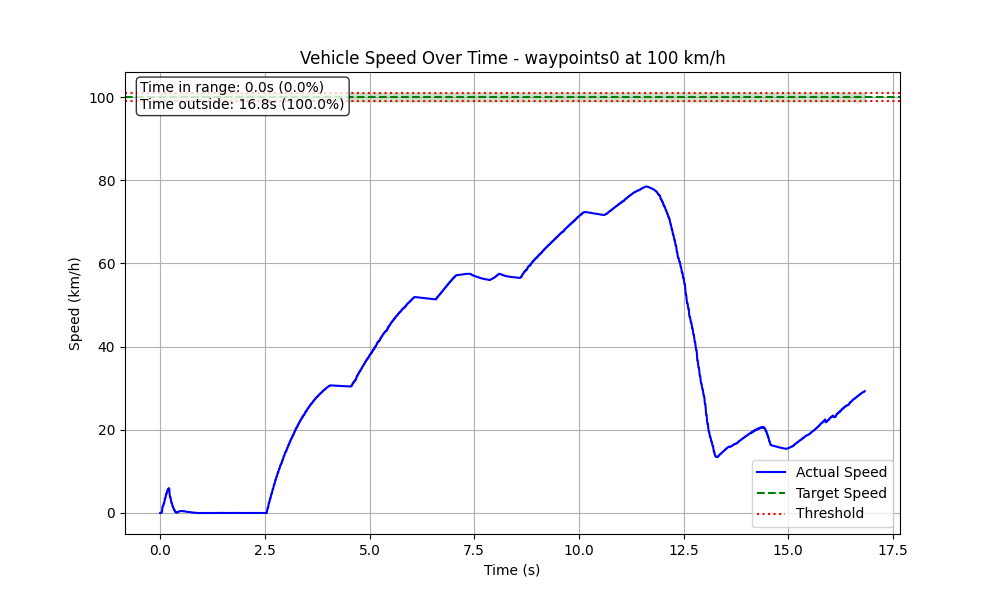 Vehicle Speed Over Time - waypoints0 at 100 km/h
Time in range: 0.0s (0.0%)
Time outside: 16.8s (100.0%)
100
80
60
40
20
0
Speed (km/h)
Actual Speed
Target Speed
Threshold
0.0 2.5 5.0 7.5 10.0 12.5 15.0 17.5
Time (s)